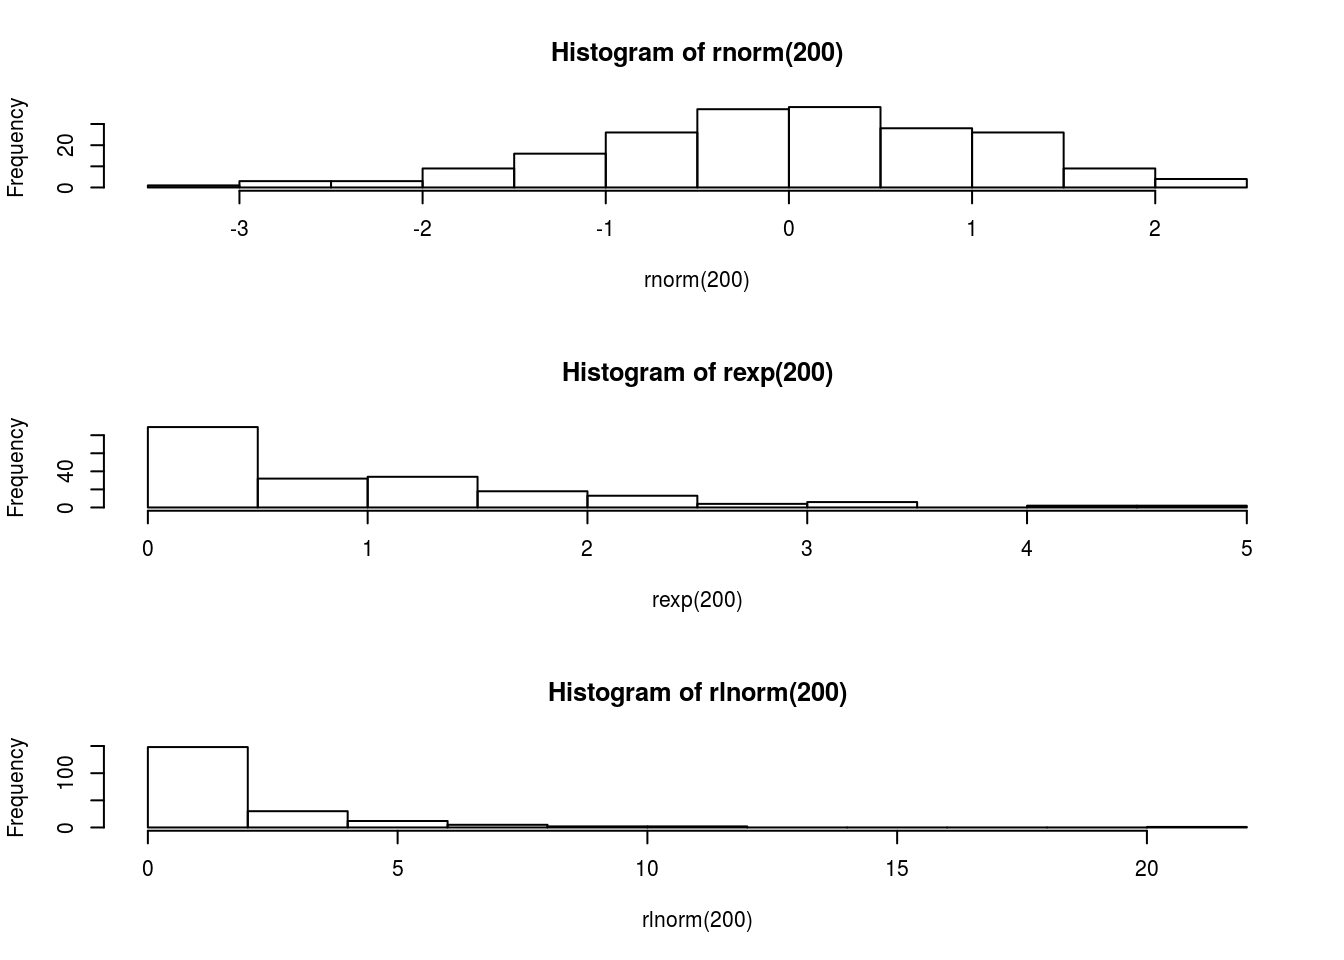 Histogram of rnorm(200)
Frequency
20
0
-3 -2 -1 0 1 2
rnorm(200)
Histogram of rexp(200)
Frequency
40
0
0 1 2 3 4 5
rexp(200)
Histogram of rlnorm(200)
Frequency
100
0
0 5 10 15 20
rlnorm(200)